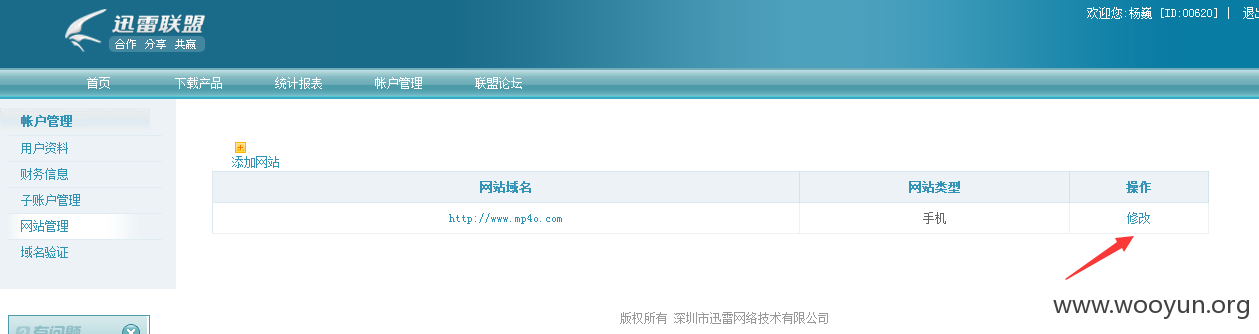 迅雷联盟
合作 分享 共赢
欢迎您:杨巍 [ID:00620] | 退出
首页 下载产品 统计报表 帐户管理 联盟论坛
帐户管理
用户资料
财务信息
子账户管理
网站管理
域名验证
添加网站
网站域名 网站类型 操作
http://www.mp4o.com 手机 修改
www.wooyun.org
有问题
版权所有 深圳市迅雷网络技术有限公司